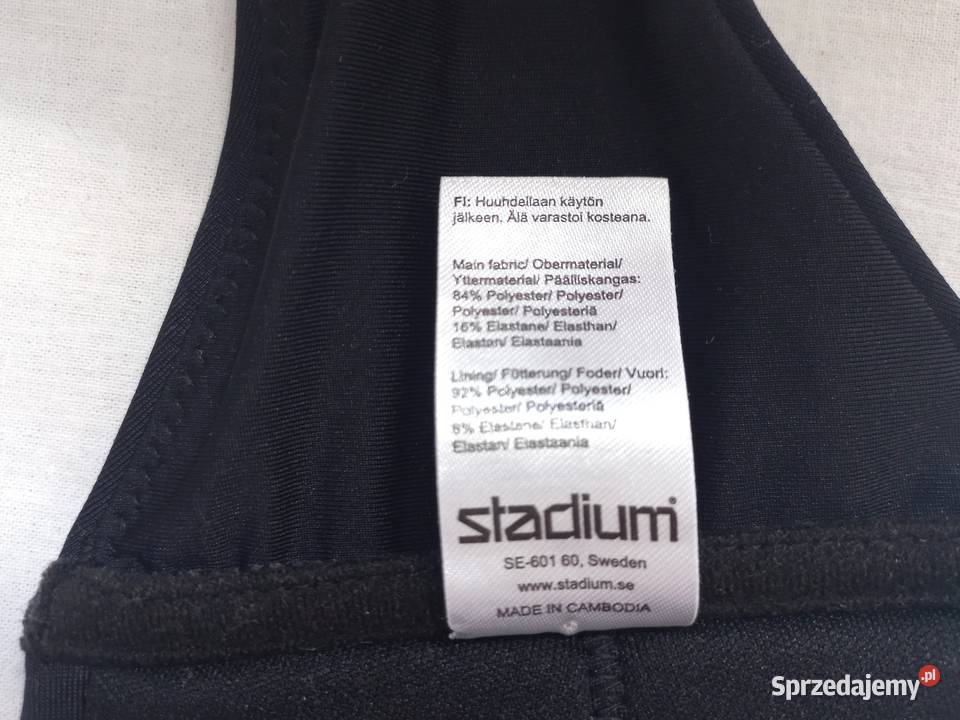 FI: Huuhdellaan käytön
jälkeen. Älä varastoi kosteana.
Main fabric/ Obermaterial/
Yttermaterial/ Päälliskangas:
84% Polyester/ Polyester/
Polyester/ Polyesteriä
16% Elastane/ Elasthan/
Elastan/ Elastaania
Lining/ Fütterung/ Foder/ Vuori:
92% Polyester/ Polyester/
Polyester/ Polyesteriä
8% Elastane/ Elasthan/
Elastan/ Elastaania
stadium®
SE-601 60, Sweden
www.stadium.se
MADE IN CAMBODIA
Sprzedajemy.pl